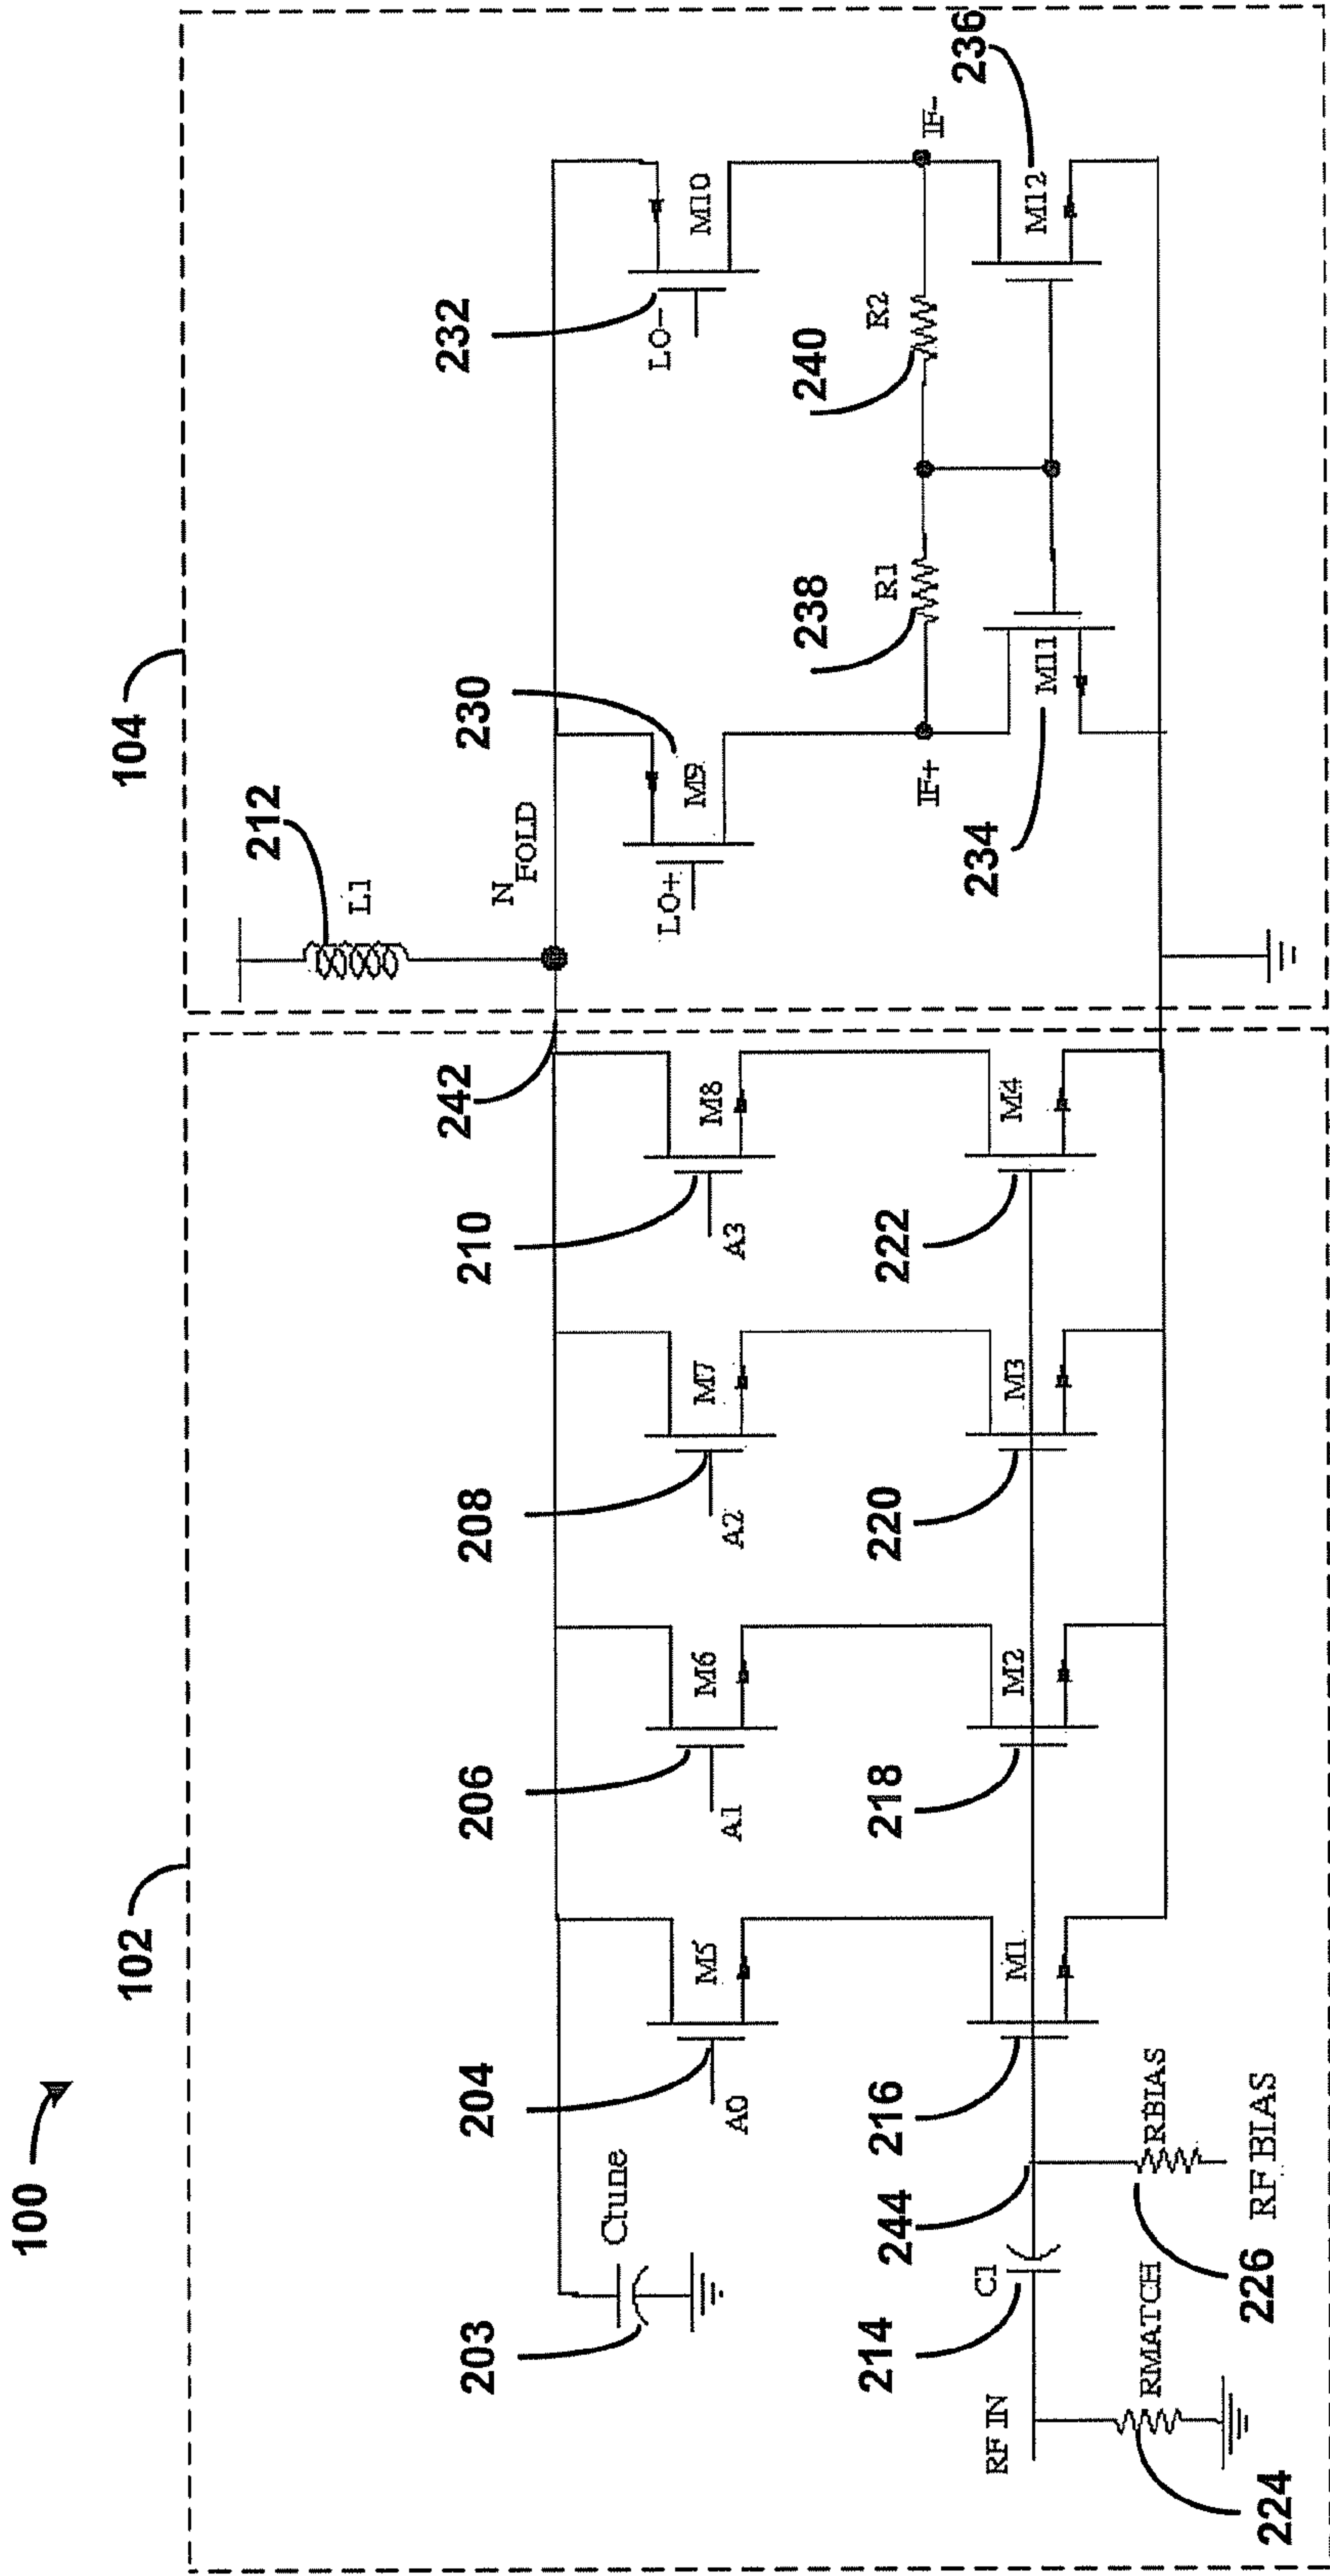 100
102
104
212
L1
N FOLD
242
203
Ctune
204
A0
M5
206
A1
M6
208
A2
M7
210
A3
M8
230
LO+
M9
232
LO-
M10
238
R1
240
R2
IF+
IF-
234
M11
236
M12
RF IN
214
C1
244
216
M1
218
M2
220
M3
222
M4
224
RMATCH
226
RBIAS
RF BIAS